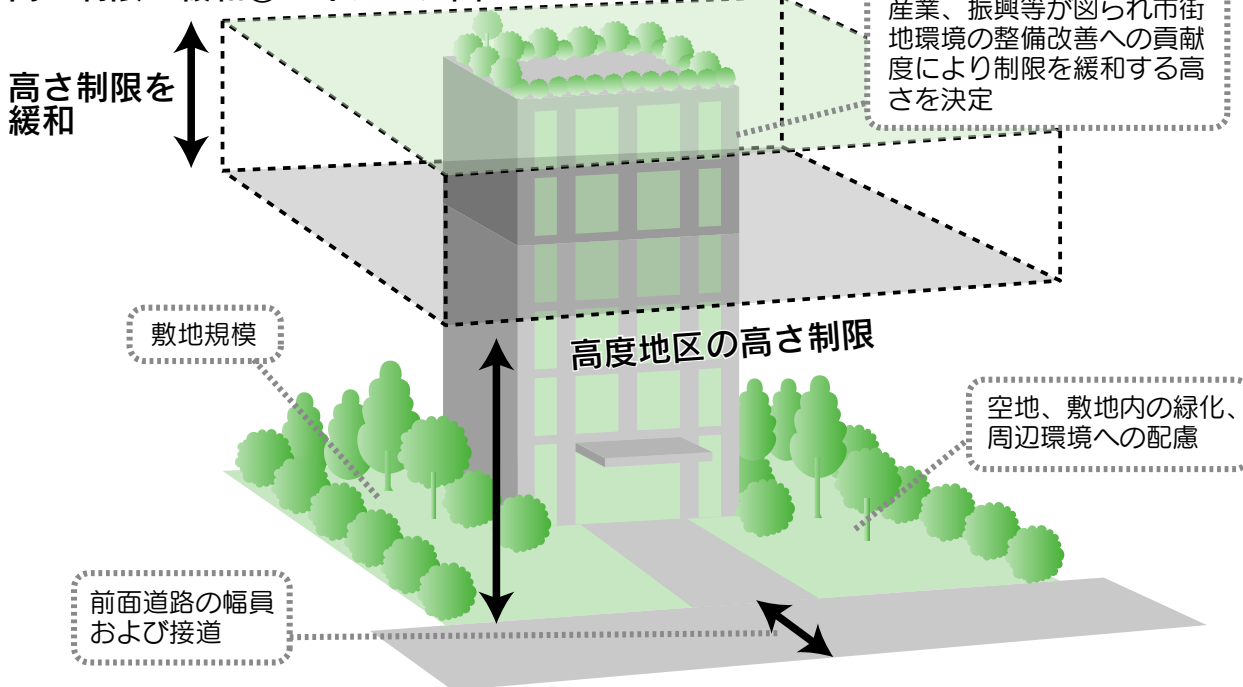 産業、振興等が図られ市街
地環境の整備改善への貢献
度により制限を緩和する高
さを決定
高さ制限を
緩和
敷地規模
高度地区の高さ制限
空地、敷地内の緑化、
周辺環境への配慮
前面道路の幅員
および接道